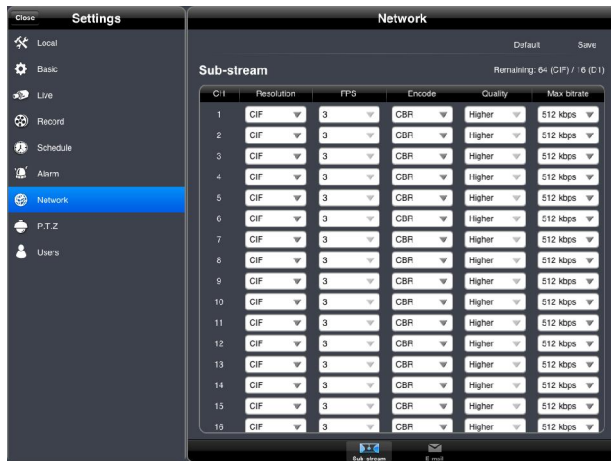 Close Settings
Network
Local
Basic
Live
Record
Schedule
Alarm
Network
P.T.Z
Users
Default Save
Sub-stream Remaining: 64 (CIF) / 16 (D1)
CH Resolution FPS Encode Quality Max bitrate
1 CIF 3 CBR Higher 512 kbps
2 CIF 3 CBR Higher 512 kbps
3 CIF 3 CBR Higher 512 kbps
4 CIF 3 CBR Higher 512 kbps
5 CIF 3 CBR Higher 512 kbps
6 CIF 3 CBR Higher 512 kbps
7 CIF 3 CBR Higher 512 kbps
8 CIF 3 CBR Higher 512 kbps
9 CIF 3 CBR Higher 512 kbps
10 CIF 3 CBR Higher 512 kbps
11 CIF 3 CBR Higher 512 kbps
12 CIF 3 CBR Higher 512 kbps
13 CIF 3 CBR Higher 512 kbps
14 CIF 3 CBR Higher 512 kbps
15 CIF 3 CBR Higher 512 kbps
16 CIF 3 CBR Higher 512 kbps
Sub stream E mail